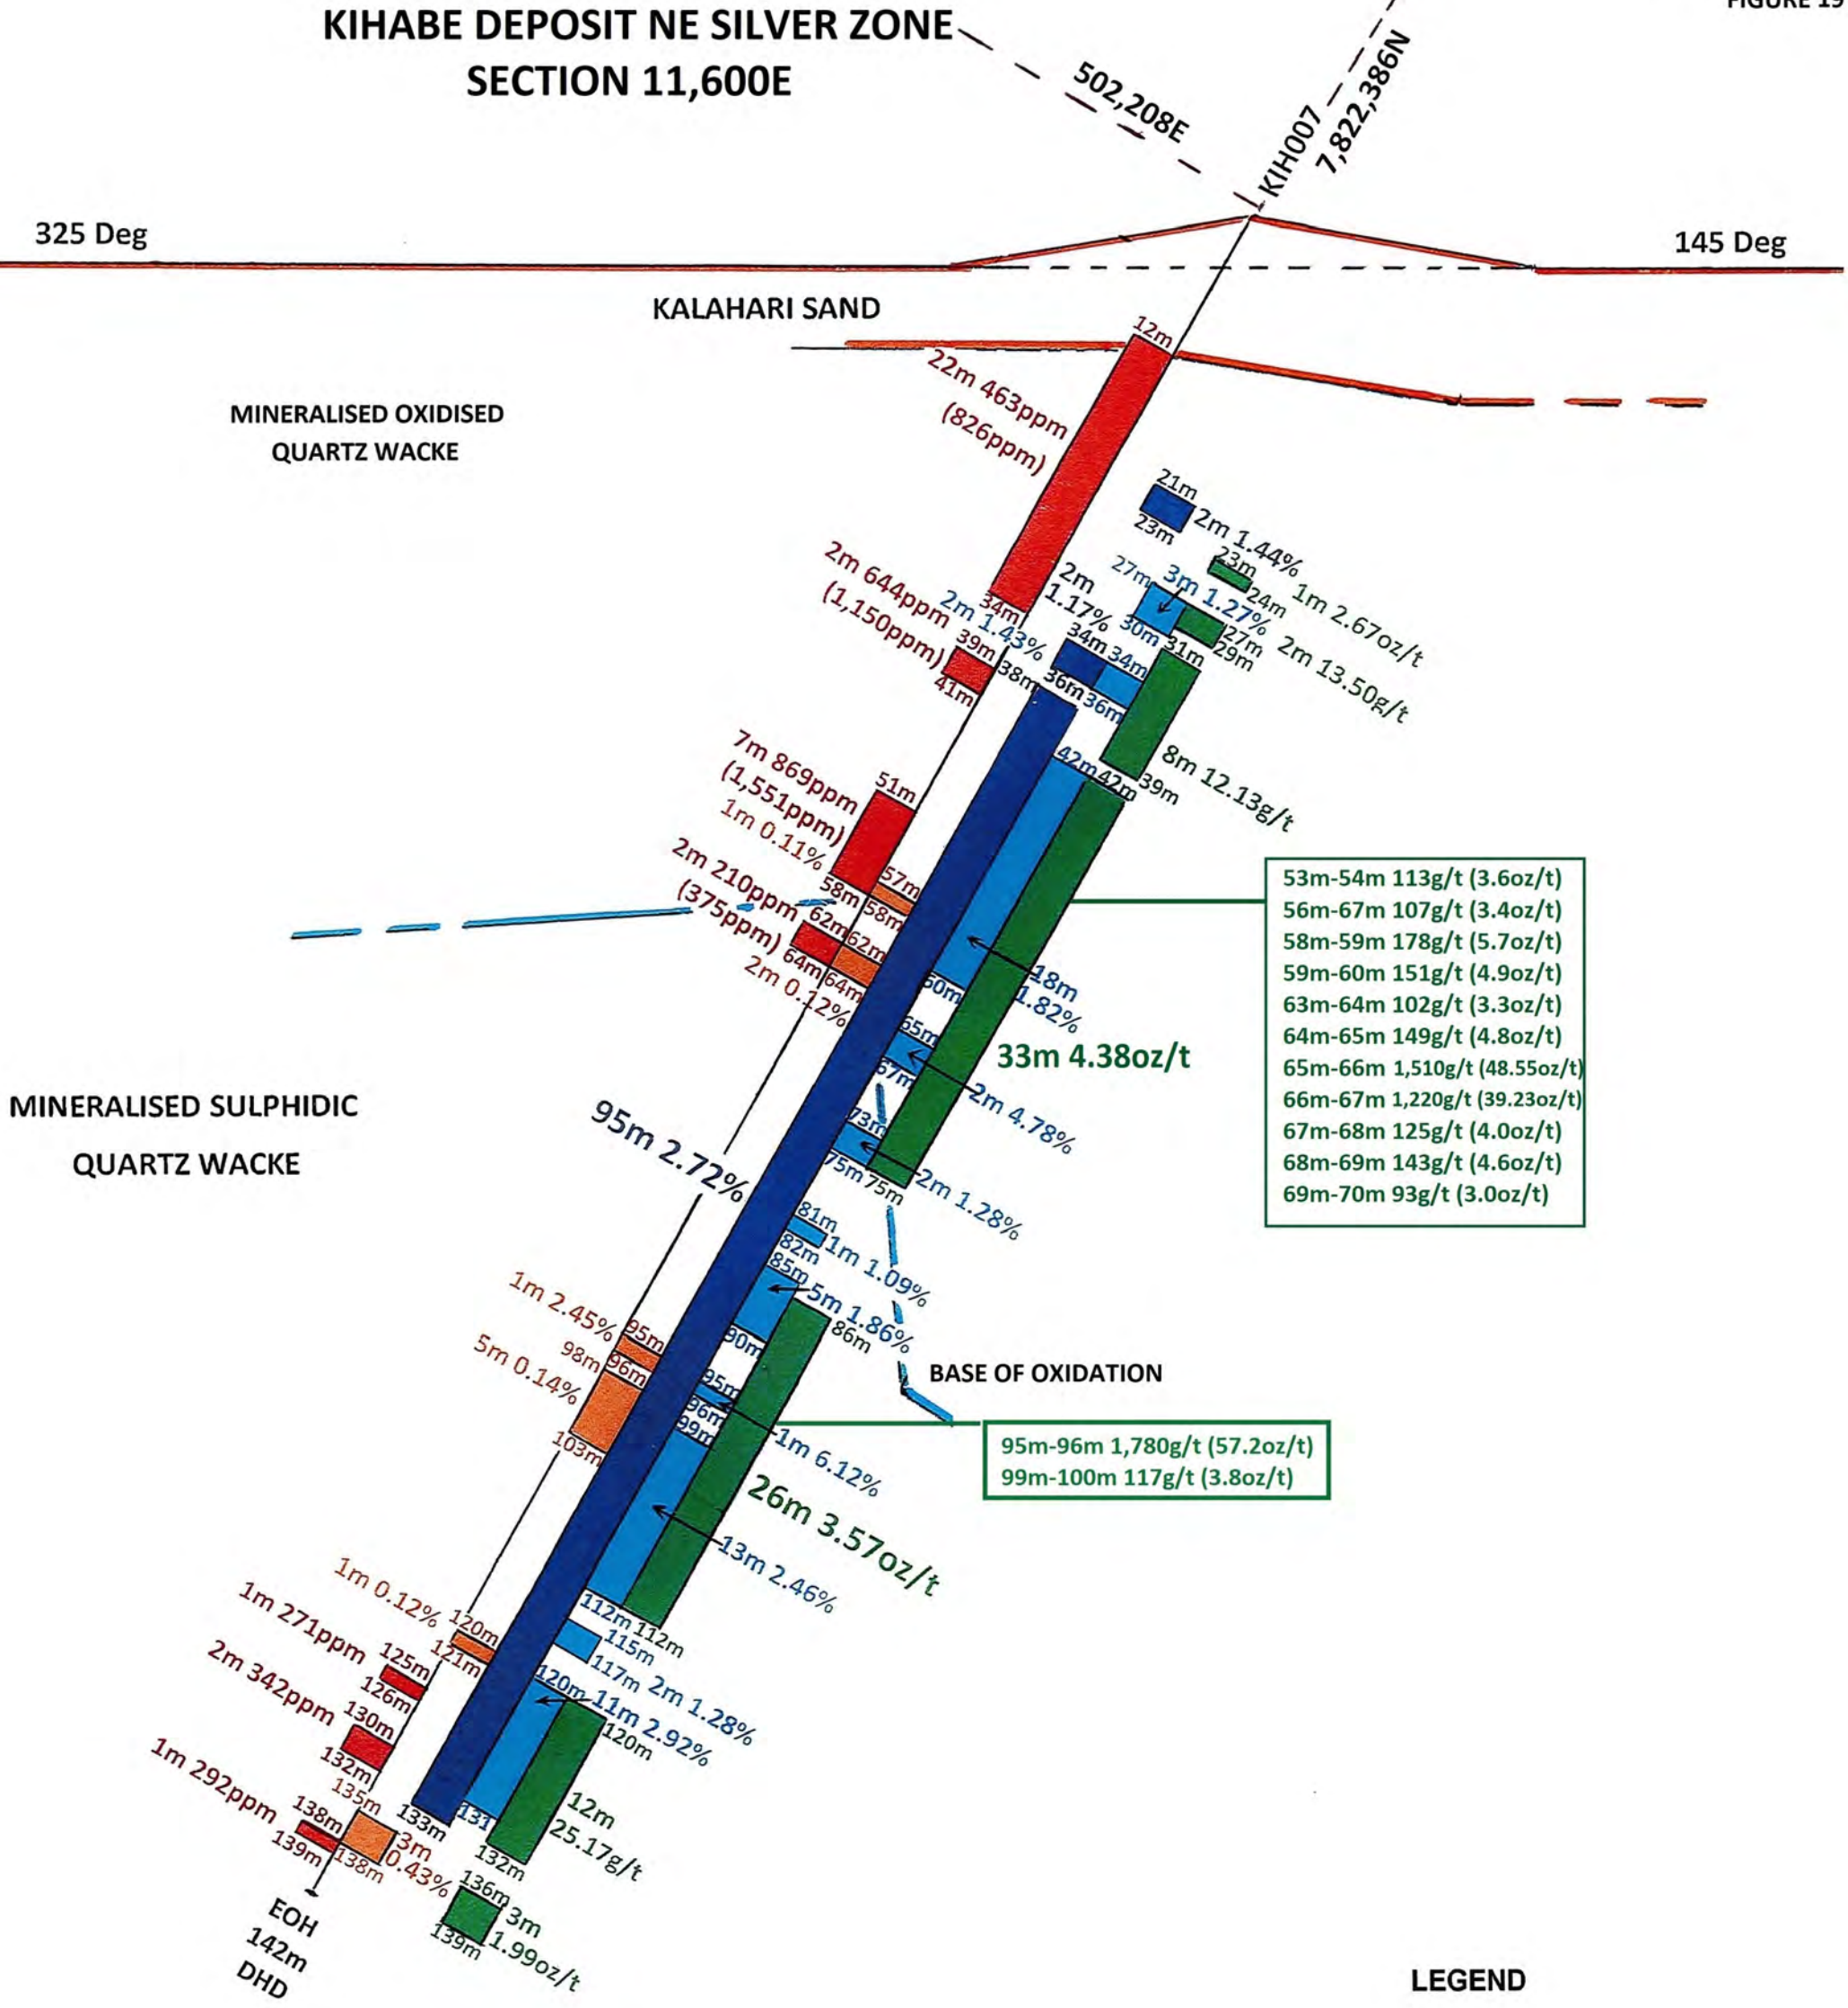 FIGURE 19
KIHABE DEPOSIT NE SILVER ZONE
SECTION 11,600E
502,208E
KIH007
7,822,386N
325 Deg
145 Deg
KALAHARI SAND
12m
22m 463ppm
(826ppm)
MINERALISED OXIDISED
QUARTZ WACKE
21m
23m
2m 1.44%
23m
24m
1m 2.67oz/t
27m
3m 1.27%
30m
27m
29m
2m 13.50g/t
34m
2m
1.17%
34m
34m
36m
36m
2m 1.43%
31m
39m
8m 12.13g/t
2m 644ppm
(1,150ppm)
39m
41m
38m
42m
42m
7m 869ppm
(1,551ppm)
51m
58m
1m 0.11%
57m
58m
2m 210ppm
(375ppm)
62m
62m
64m
64m
2m 0.12%
53m-54m 113g/t (3.6oz/t)
56m-67m 107g/t (3.4oz/t)
58m-59m 178g/t (5.7oz/t)
59m-60m 151g/t (4.9oz/t)
63m-64m 102g/t (3.3oz/t)
64m-65m 149g/t (4.8oz/t)
65m-66m 1,510g/t (48.55oz/t)
66m-67m 1,220g/t (39.23oz/t)
67m-68m 125g/t (4.0oz/t)
68m-69m 143g/t (4.6oz/t)
69m-70m 93g/t (3.0oz/t)
60m
18m
1.82%
33m 4.38oz/t
65m
67m
2m 4.78%
MINERALISED SULPHIDIC
QUARTZ WACKE
95m 2.72%
73m
75m
75m
2m 1.28%
81m
82m
1m 1.09%
85m
5m 1.86%
90m
86m
1m 2.45%
95m
96m
98m
5m 0.14%
103m
BASE OF OXIDATION
95m
96m
1m 6.12%
99m
95m-96m 1,780g/t (57.2oz/t)
99m-100m 117g/t (3.8oz/t)
26m 3.57oz/t
13m 2.46%
112m
112m
115m
117m
2m 1.28%
1m 0.12%
120m
121m
1m 271ppm
125m
126m
2m 342ppm
130m
132m
120m
11m 2.92%
120m
131
133m
12m
25.17g/t
132m
135m
3m
0.43%
138m
1m 292ppm
138m
139m
136m
3m
1.99oz/t
139m
EOH
142m
DHD
LEGEND